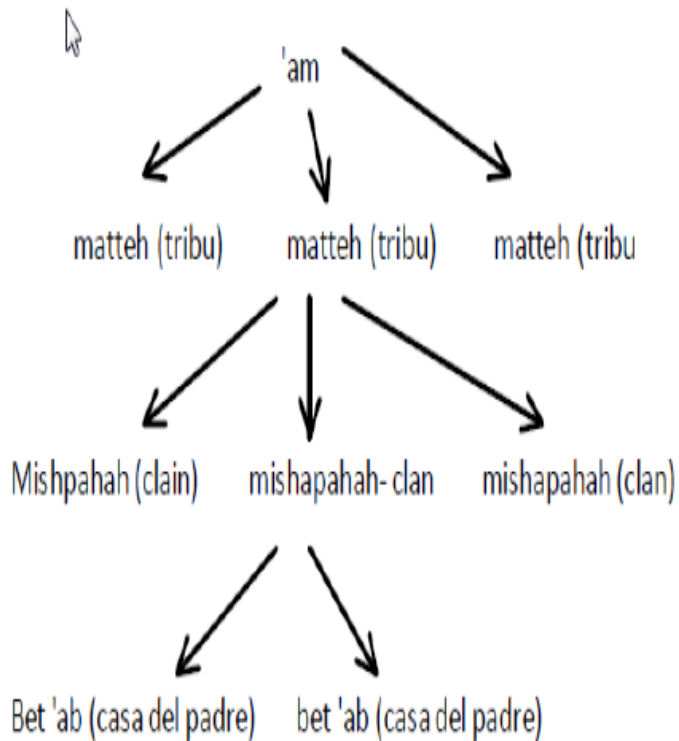 'am
matteh (tribu) matteh (tribu) matteh (tribu
Mishpahah (clain) mishapahah- clan mishapahah (clan)
Bet 'ab (casa del padre) bet 'ab (casa del padre)